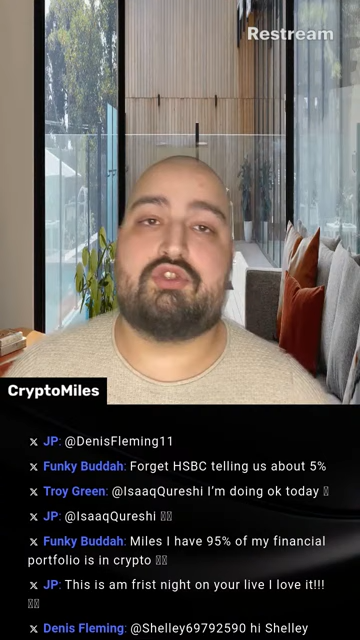 Restream
CryptoMiles
X JP: @DenisFleming11
X Funky Buddah: Forget HSBC telling us about 5%
X Troy Green: @IsaaqQureshi I'm doing ok today
X JP: @IsaaqQureshi
X Funky Buddah: Miles I have 95% of my financial
portfolio is in crypto
X JP: This is am frist night on your live I love it!!!
X Denis Fleming: @Shelley69792590 hi Shelley